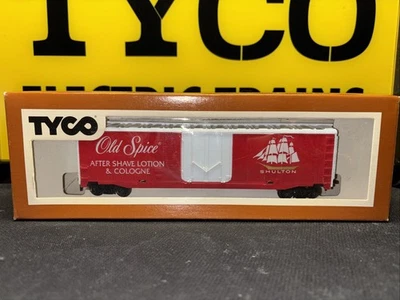 TYCO
ELECTRIC TRAINS
TYCO
Old Spice
AFTER SHAVE LOTION
& COLOGNE
SHULTON